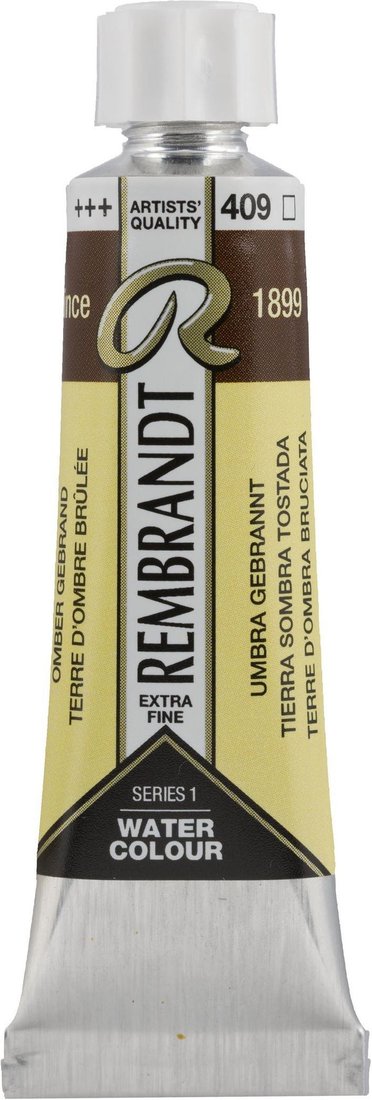 +++
ARTISTS'
QUALITY
409
1899
R
REMBRANDT
OMBER GEBRAND
TERRE D'OMBRE BRÛLÉE
UMBRA GEBRANNT
TIERRA SOMBRA TOSTADA
TERRE D'OMBRA BRUCIATA
EXTRA
FINE
SERIES 1
WATER
COLOUR